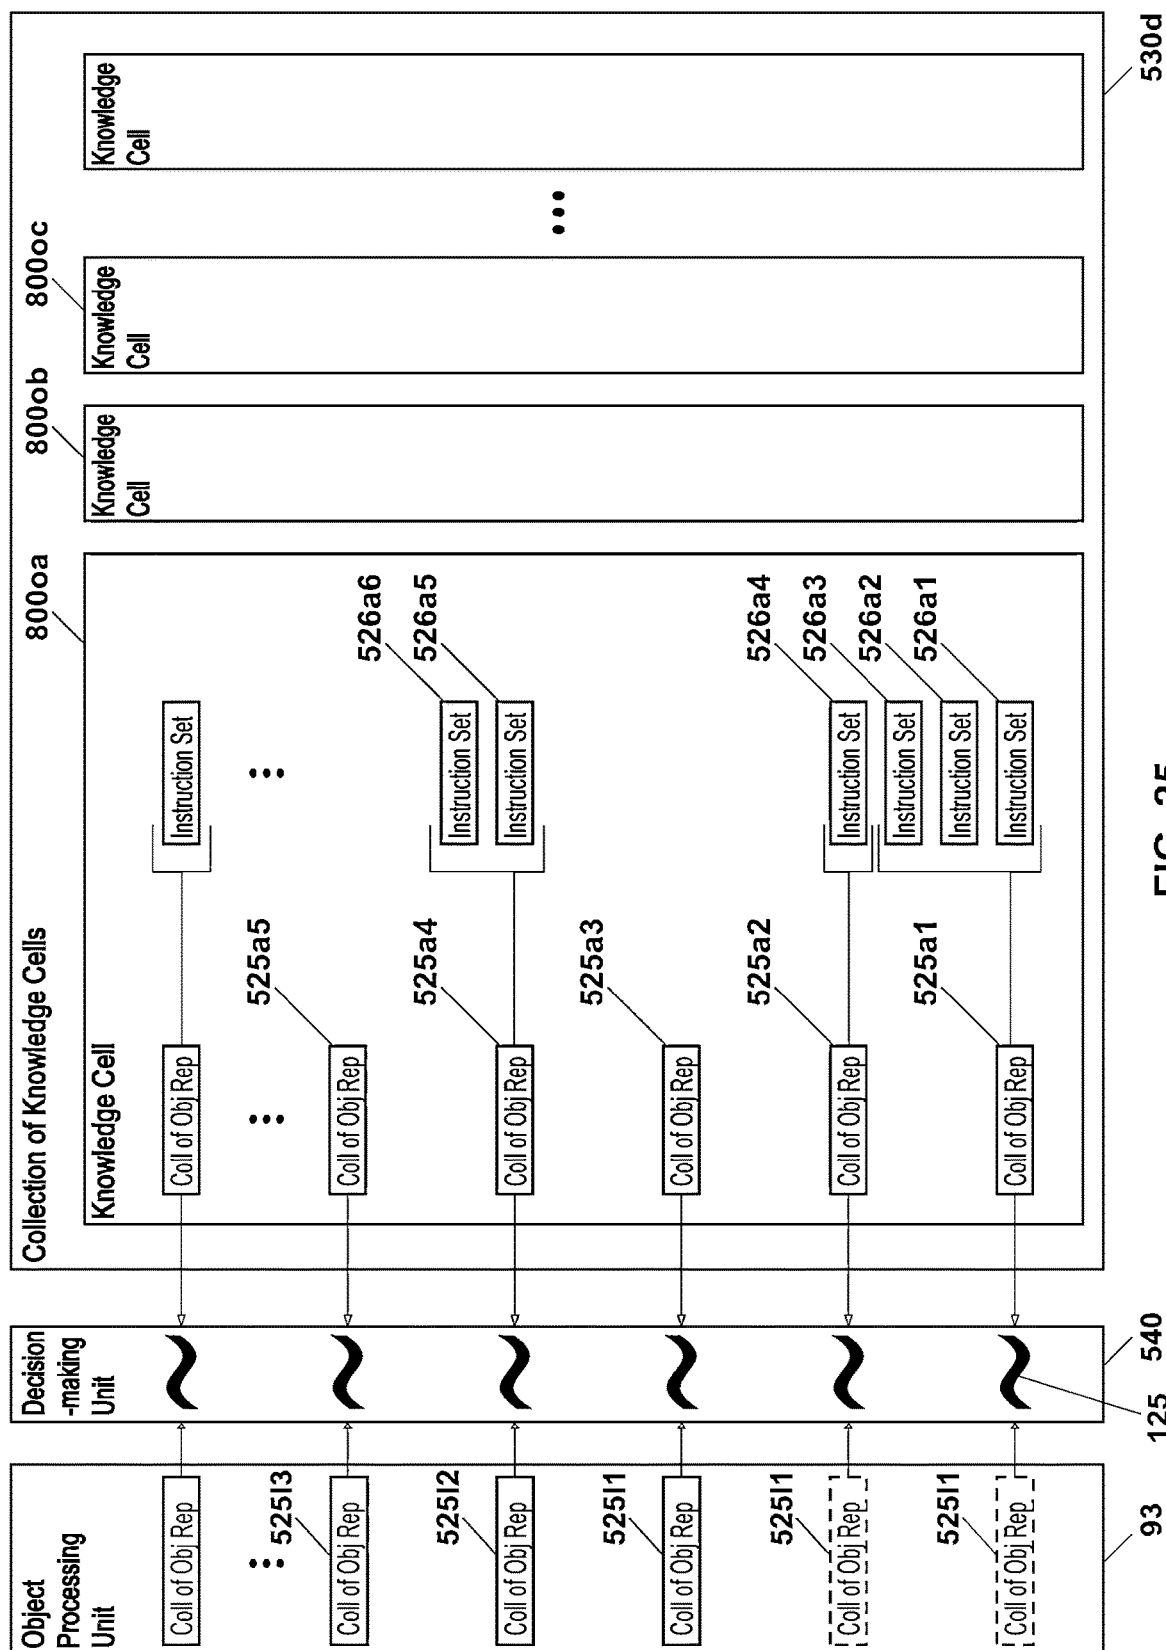 Object
Processing
Unit
Coll of Obj Rep
...
525l3
Coll of Obj Rep
525l2
Coll of Obj Rep
525l1
Coll of Obj Rep
525l1
Coll of Obj Rep
525l1
Coll of Obj Rep
93
Decision
-making
Unit
125
540
Collection of Knowledge Cells
530d
800oa
Knowledge Cell
Coll of Obj Rep
Instruction Set
...
...
525a5
Coll of Obj Rep
525a4
Coll of Obj Rep
526a6
Instruction Set
526a5
Instruction Set
525a3
Coll of Obj Rep
525a2
Coll of Obj Rep
526a4
Instruction Set
526a3
Instruction Set
526a2
Instruction Set
525a1
Coll of Obj Rep
526a1
Instruction Set
800ob
Knowledge
Cell
800oc
Knowledge
Cell
...
Knowledge
Cell
FIG.